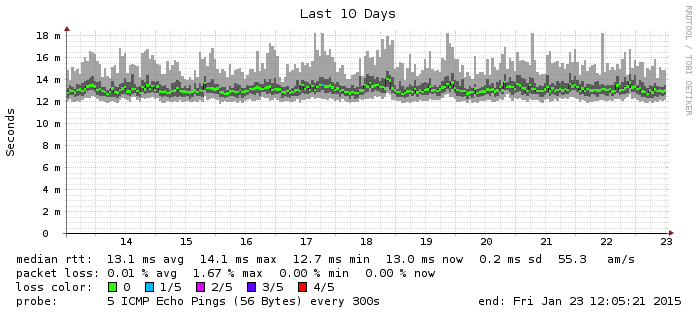 Last 10 Days
RRDTOOL / TOBI OETIKER
Seconds
18 m
16 m
14 m
12 m
10 m
8 m
6 m
4 m
2 m
0
14 15 16 17 18 19 20 21 22 23
median rtt: 13.1 ms avg 14.1 ms max 12.7 ms min 13.0 ms now 0.2 ms sd 55.3 am/s
packet loss: 0.01 % avg 1.67 % max 0.00 % min 0.00 % now
loss color: 0 1/5 2/5 3/5 4/5
probe: 5 ICMP Echo Pings (56 Bytes) every 300s end: Fri Jan 23 12:05:21 2015